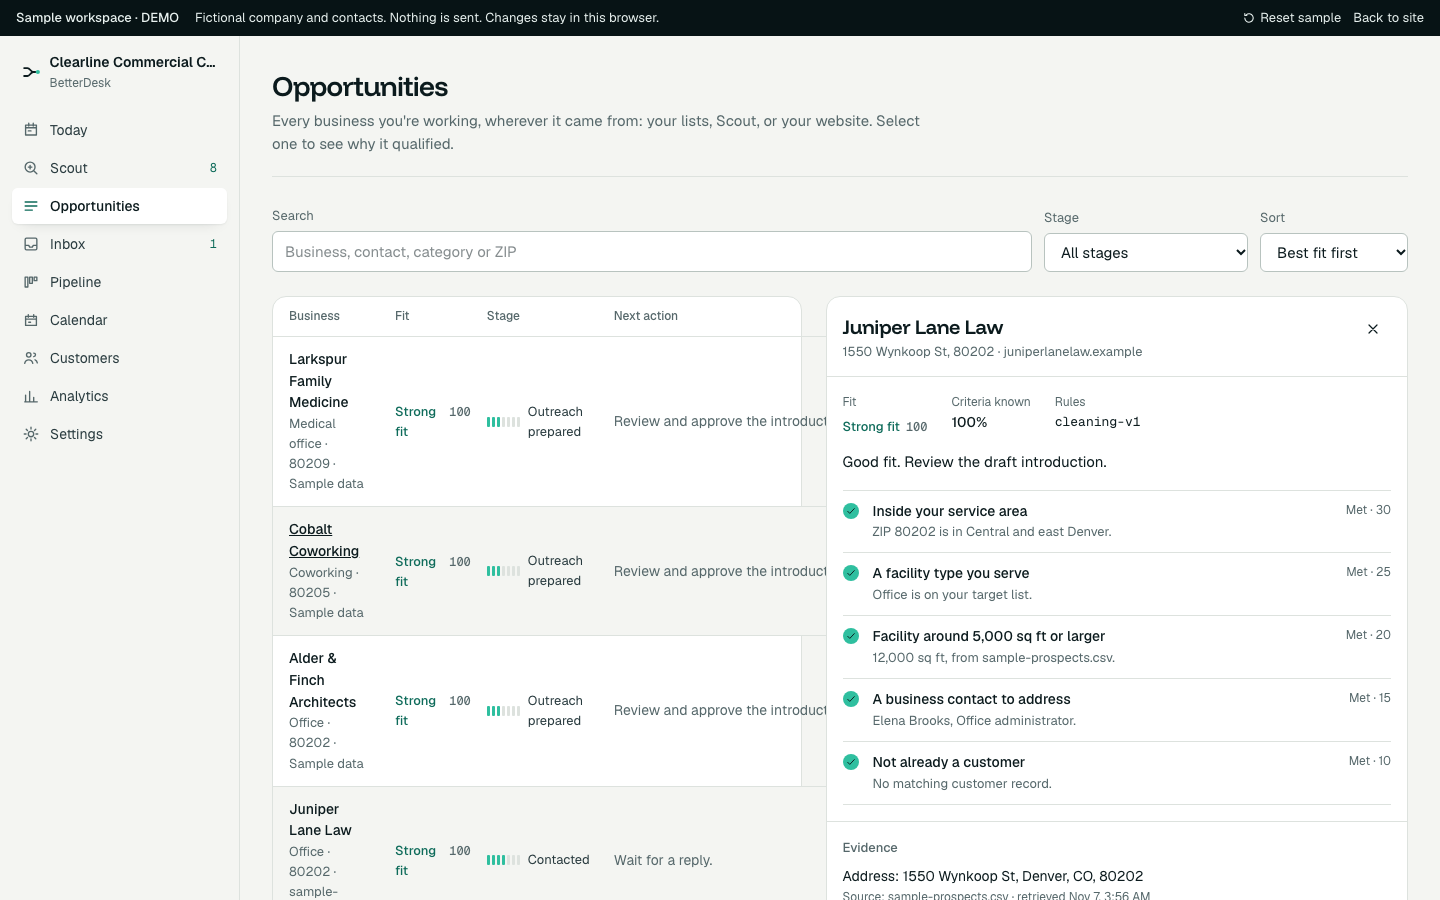 Sample workspace · DEMO Fictional company and contacts. Nothing is sent. Changes stay in this browser. Reset sample Back to site
Clearline Commercial C...
BetterDesk
Today
Scout 8
Opportunities
Inbox 1
Pipeline
Calendar
Customers
Analytics
Settings
Opportunities
Every business you're working, wherever it came from: your lists, Scout, or your website. Select
one to see why it qualified.
Search
Business, contact, category or ZIP
Stage
All stages
Sort
Best fit first
Business Fit Stage Next action
Larkspur
Family
Medicine
Medical
office ·
80209 ·
Sample data
Strong
fit
100
Outreach
prepared
Review and approve the introduct
Cobalt
Coworking
Coworking ·
80205 ·
Sample data
Strong
fit
100
Outreach
prepared
Review and approve the introduct
Alder &
Finch
Architects
Office ·
80202 ·
Sample data
Strong
fit
100
Outreach
prepared
Review and approve the introduct
Juniper
Lane Law
Office ·
80202 ·
sample-
Strong
fit
100
Contacted
Wait for a reply.
Juniper Lane Law
1550 Wynkoop St, 80202 · juniperlanelaw.example
Fit
Strong fit 100
Criteria known
100%
Rules
cleaning-v1
Good fit. Review the draft introduction.
Inside your service area Met · 30
ZIP 80202 is in Central and east Denver.
A facility type you serve Met · 25
Office is on your target list.
Facility around 5,000 sq ft or larger Met · 20
12,000 sq ft, from sample-prospects.csv.
A business contact to address Met · 15
Elena Brooks, Office administrator.
Not already a customer Met · 10
No matching customer record.
Evidence
Address: 1550 Wynkoop St, Denver, CO, 80202
Source: sample-prospects.csv · retrieved Nov 7, 3:56 AM